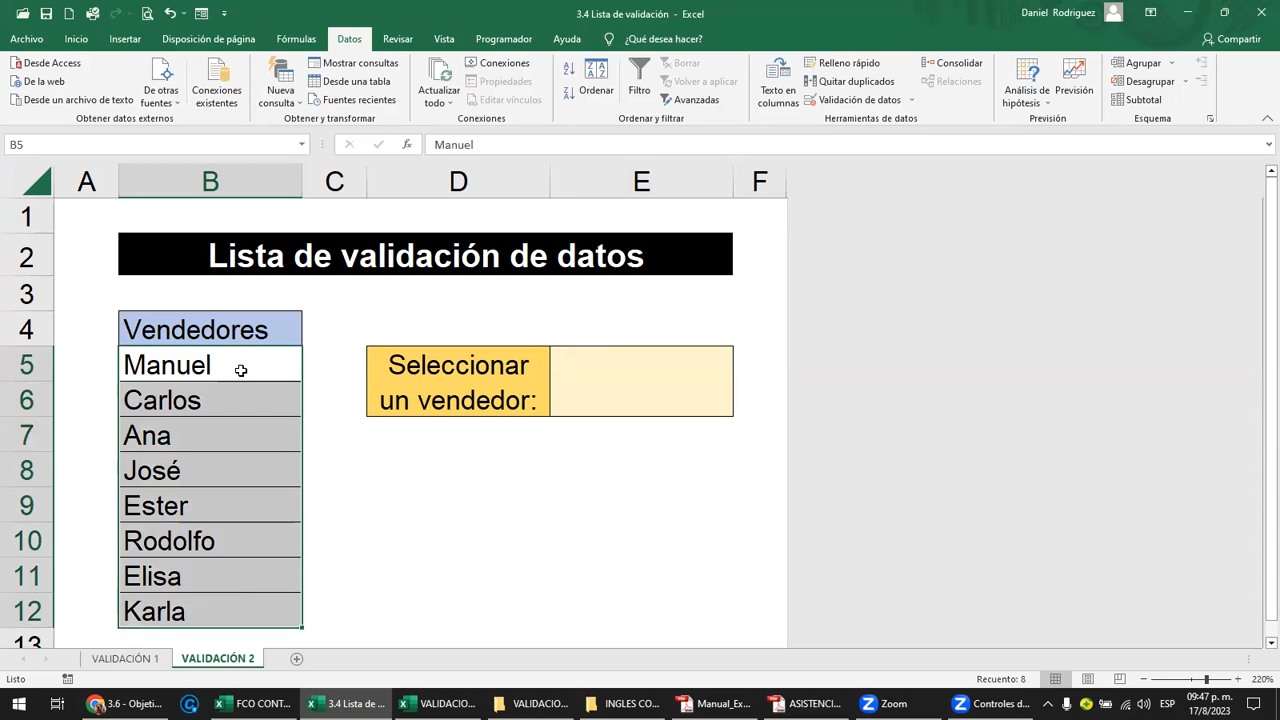 3.4 Lista de validación - Excel
Daniel Rodriguez
Archivo Inicio Insertar Disposición de página Fórmulas Datos Revisar Vista Programador Ayuda ¿Qué desea hacer? Compartir
Desde Access
De la web
Desde un archivo de texto
De otras fuentes
Conexiones existentes
Obtener datos externos
Nueva consulta
Mostrar consultas
Desde una tabla
Fuentes recientes
Obtener y transformar
Actualizar todo
Conexiones
Propiedades
Editar vínculos
Conexiones
Ordenar
Filtro
Borrar
Volver a aplicar
Avanzadas
Ordenar y filtrar
Texto en columnas
Relleno rápido
Quitar duplicados
Validación de datos
Consolidar
Relaciones
Herramientas de datos
Análisis de hipótesis
Previsión
Previsión
Agrupar
Desagrupar
Subtotal
Esquema
B5
Manuel
A B C D E F
1
2 Lista de validación de datos
3
4 Vendedores
5 Manuel Seleccionar
6 Carlos un vendedor:
7 Ana
8 José
9 Ester
10 Rodolfo
11 Elisa
12 Karla
13
VALIDACIÓN 1 VALIDACIÓN 2
Listo Recuento: 8 220%
3.6 - Objeti... FCO CONT... 3.4 Lista de ... VALIDACIO... VALIDACIO... INGLES CO... Manual_Ex... ASISTENCI... Zoom Controles d... ESP
09:47 p. m.
17/8/2023